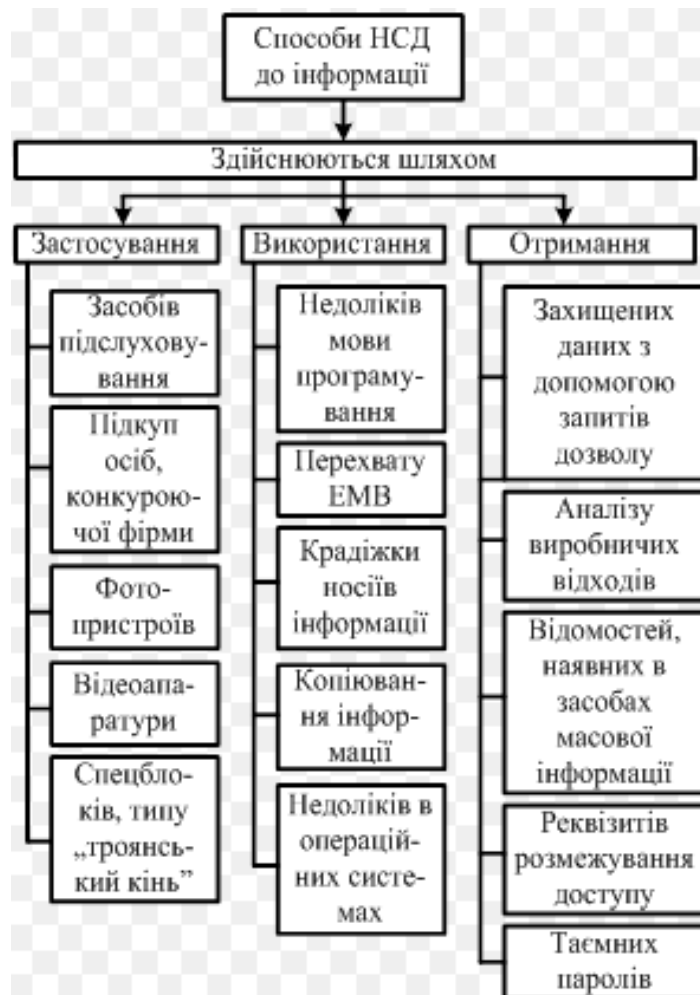 Способи НСД
до інформації
Здійснюються шляхом
Застосування
Засобів
підслухову-
вання
Підкуп
осіб,
конкурою-
чої фірми
Фото-
пристроїв
Відеоапа-
ратури
Спецбло-
ків, типу
„троянсь-
кий кінь”
Використання
Недоліків
мови
програму-
вання
Перехвату
ЕМВ
Крадіжки
носіїв
інформації
Копіюван-
ня інфор-
мації
Недоліків в
операцій-
них систе-
мах
Отримання
Захищених
даних з
допомогою
запитів
дозволу
Аналізу
виробничих
відходів
Відомостей,
наявних в
засобах
масової
інформації
Реквізитів
розмежування
доступу
Таємних
паролів